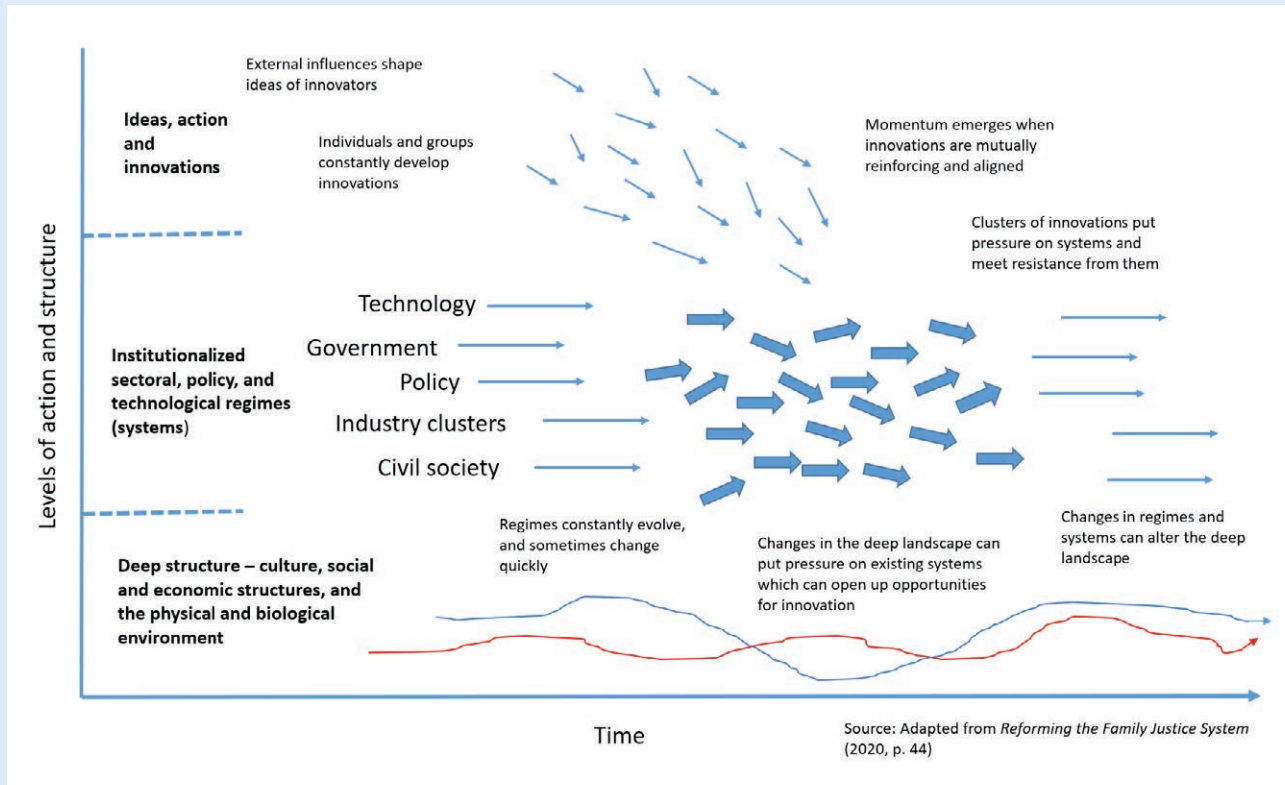 External influences shape
ideas of innovators
Ideas, action
and
innovations
Individuals and groups
constantly develop
innovations
Momentum emerges when
innovations are mutually
reinforcing and aligned
Clusters of innovations put
pressure on systems and
meet resistance from them
Levels of action and structure
Institutionalized
sectoral, policy, and
technological regimes
(systems)
Technology
Government
Policy
Industry clusters
Civil society
Regimes constantly evolve,
and sometimes change
quickly
Changes in the deep landscape can
put pressure on existing systems
which can open up opportunities
for innovation
Changes in regimes and
systems can alter the deep
landscape
Deep structure – culture, social
and economic structures, and
the physical and biological
environment
Time
Source: Adapted from Reforming the Family Justice System
(2020, p. 44)